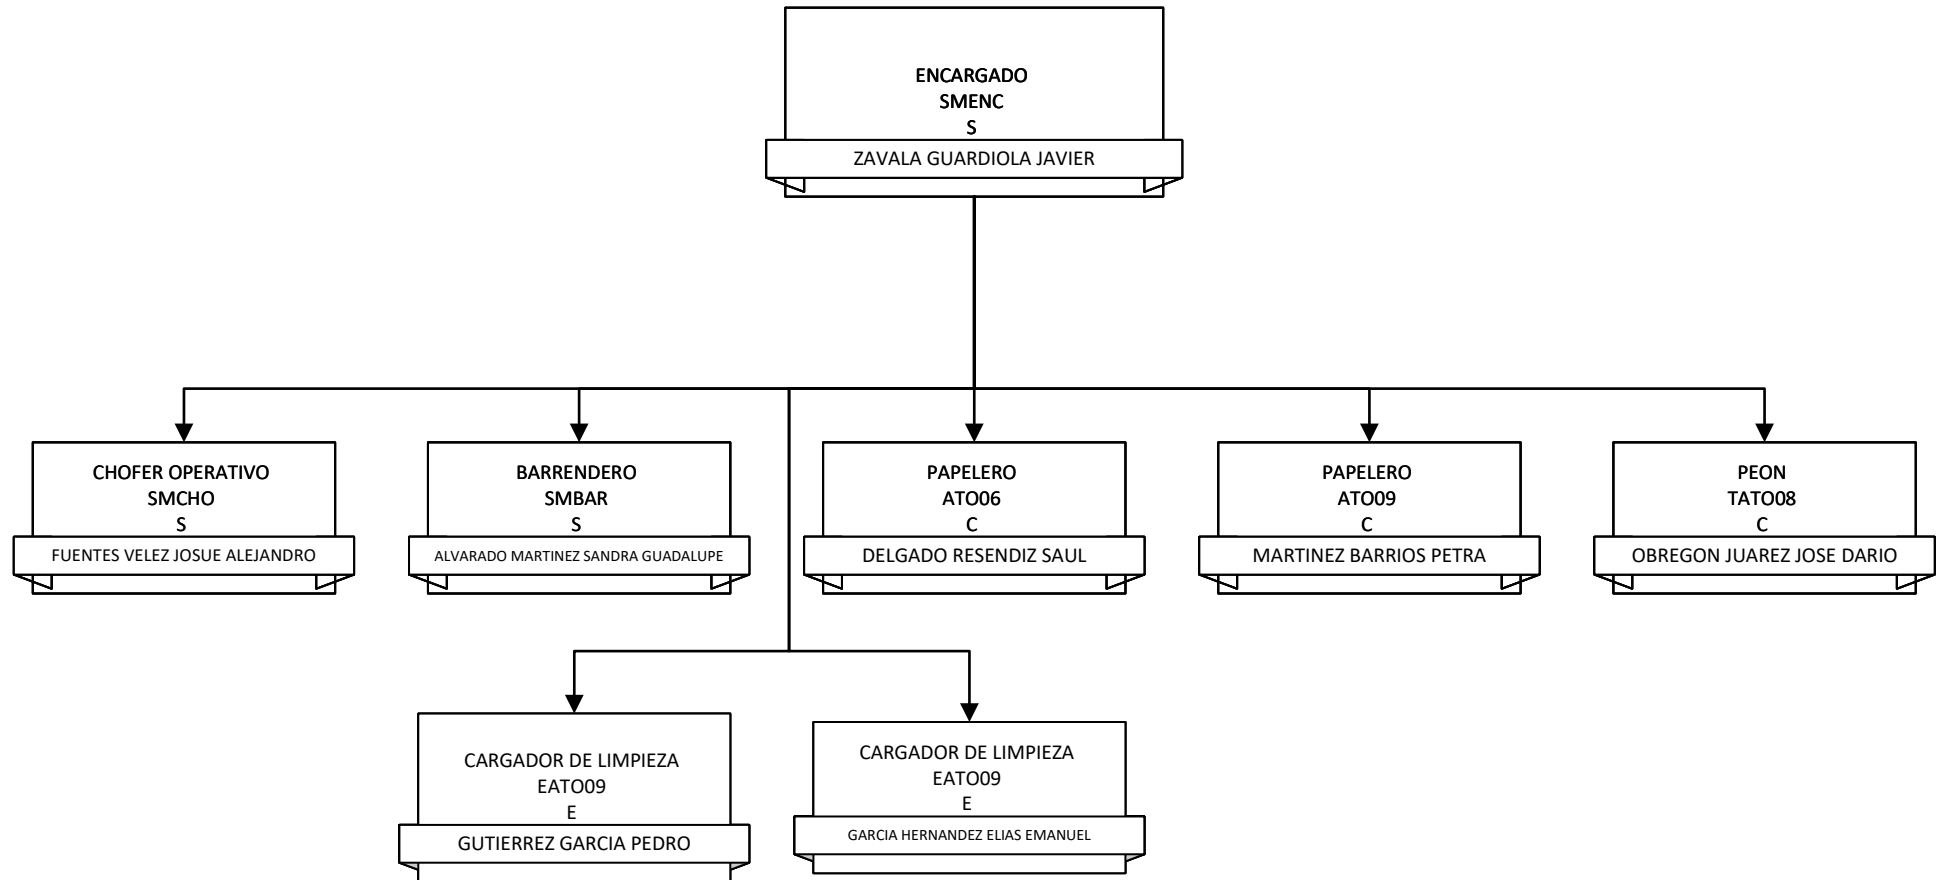 ENCARGADO
SMENC
S
ZAVALA GUARDIOLA JAVIER
CHOFER OPERATIVO
SMCHO
S
FUENTES VELEZ JOSUE ALEJANDRO
BARRENDERO
SMBAR
S
ALVARADO MARTINEZ SANDRA GUADALUPE
PAPELERO
ATO06
C
DELGADO RESENDIZ SAUL
PAPELERO
ATO09
C
MARTINEZ BARRIOS PETRA
PEON
TATO08
C
OBREGON JUAREZ JOSE DARIO
CARGADOR DE LIMPIEZA
EATO09
E
GUTIERREZ GARCIA PEDRO
CARGADOR DE LIMPIEZA
EATO09
E
GARCIA HERNANDEZ ELIAS EMANUEL